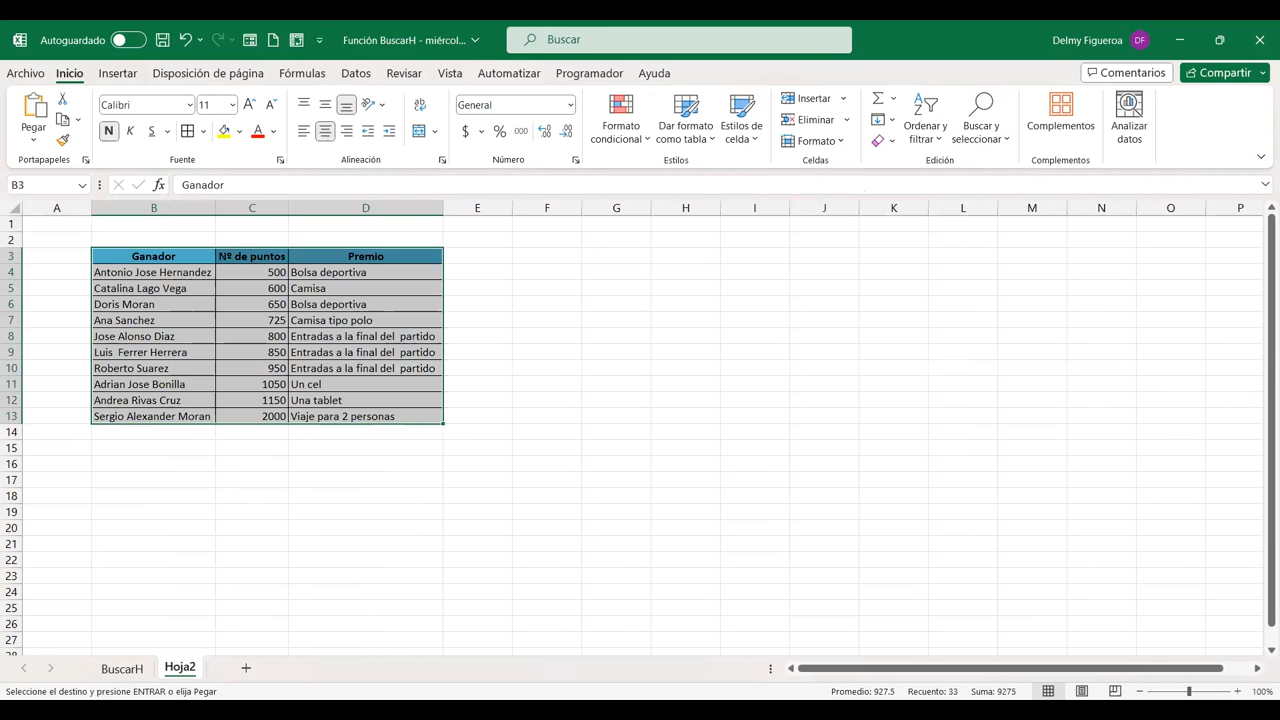 Autoguardado Función BuscarH - miércol... Buscar Delmy Figueroa DF
Archivo Inicio Insertar Disposición de página Fórmulas Datos Revisar Vista Automatizar Programador Ayuda Comentarios Compartir
Pegar
Portapapeles
Calibri 11
N K S A
Fuente
Alineación
General
$ % 000
Número
Formato condicional
Dar formato como tabla
Estilos de celda
Estilos
Insertar
Eliminar
Formato
Celdas
Ordenar y filtrar
Buscar y seleccionar
Edición
Complementos
Complementos
Analizar datos
B3 fx Ganador
A B C D E F G H I J K L M N O P
1
2
3 Ganador Nº de puntos Premio
4 Antonio Jose Hernandez 500 Bolsa deportiva
5 Catalina Lago Vega 600 Camisa
6 Doris Moran 650 Bolsa deportiva
7 Ana Sanchez 725 Camisa tipo polo
8 Jose Alonso Diaz 800 Entradas a la final del partido
9 Luis Ferrer Herrera 850 Entradas a la final del partido
10 Roberto Suarez 950 Entradas a la final del partido
11 Adrian Jose Bonilla 1050 Un cel
12 Andrea Rivas Cruz 1150 Una tablet
13 Sergio Alexander Moran 2000 Viaje para 2 personas
14
15
16
17
18
19
20
21
22
23
24
25
26
27
28
BuscarH Hoja2
Seleccione el destino y presione ENTRAR o elija Pegar Promedio: 927.5 Recuento: 33 Suma: 9275 100%